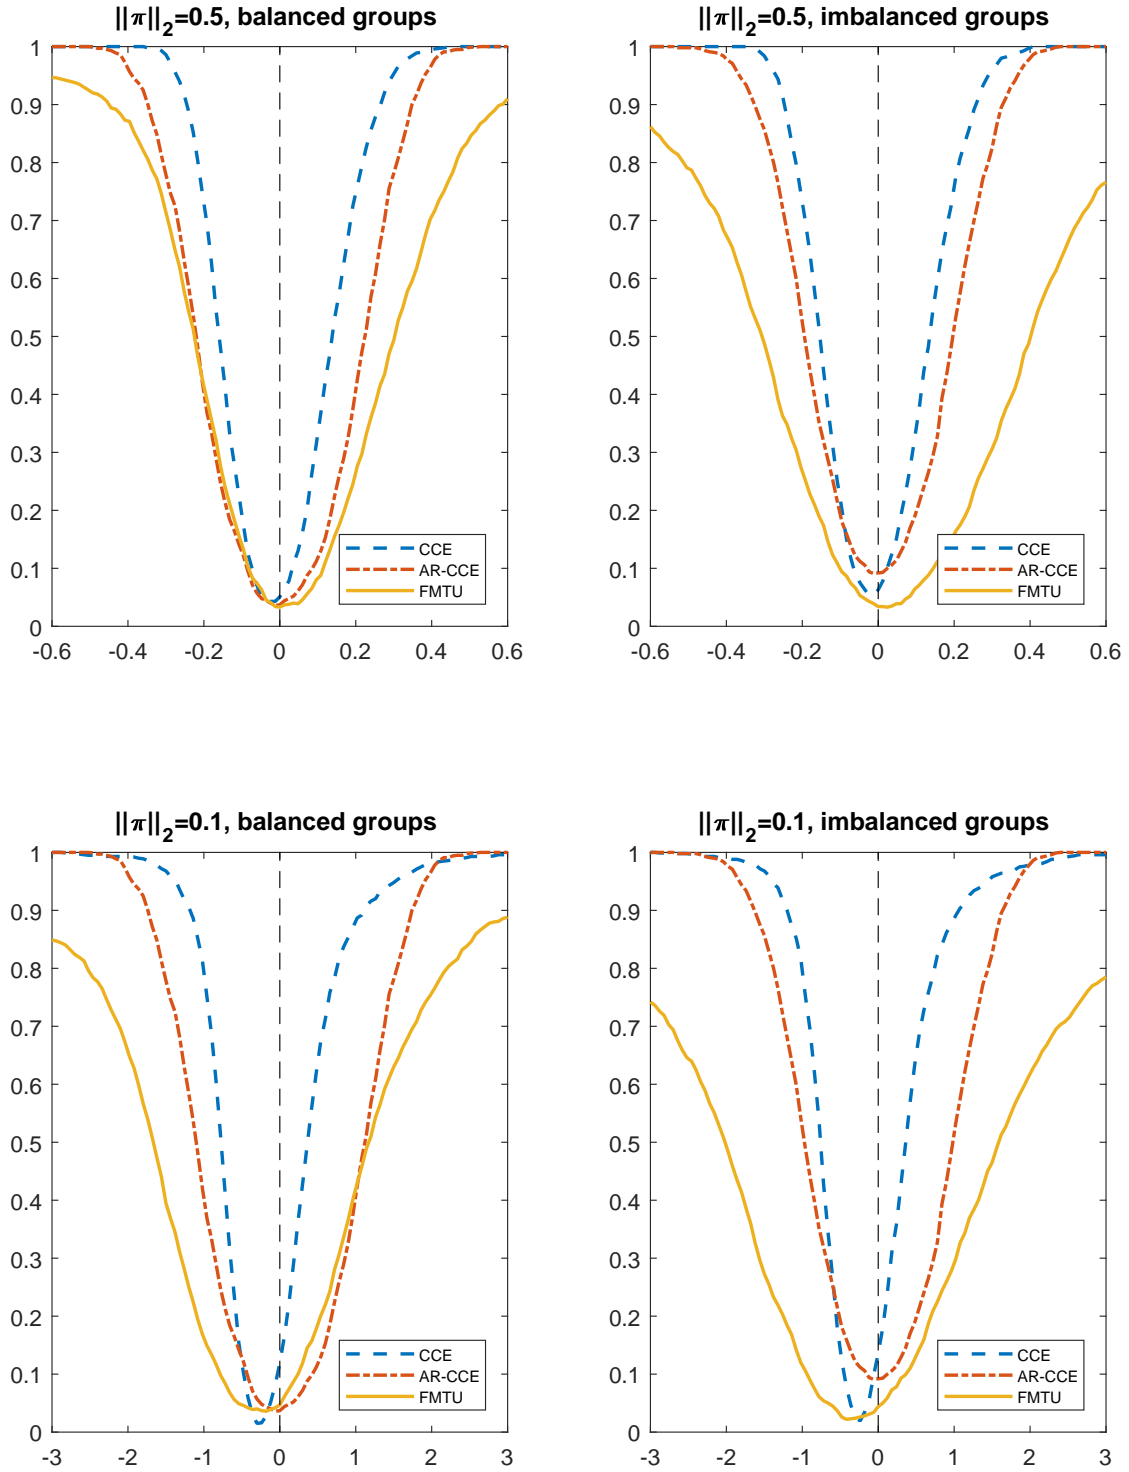 ||π||2=0.5, balanced groups
1
0.9
0.8
0.7
0.6
0.5
0.4
0.3
0.2
0.1
0
-0.6 -0.4 -0.2 0 0.2 0.4 0.6
CCE
AR-CCE
FMTU
||π||2=0.5, imbalanced groups
1
0.9
0.8
0.7
0.6
0.5
0.4
0.3
0.2
0.1
0
-0.6 -0.4 -0.2 0 0.2 0.4 0.6
CCE
AR-CCE
FMTU
||π||2=0.1, balanced groups
1
0.9
0.8
0.7
0.6
0.5
0.4
0.3
0.2
0.1
0
-3 -2 -1 0 1 2 3
CCE
AR-CCE
FMTU
||π||2=0.1, imbalanced groups
1
0.9
0.8
0.7
0.6
0.5
0.4
0.3
0.2
0.1
0
-3 -2 -1 0 1 2 3
CCE
AR-CCE
FMTU